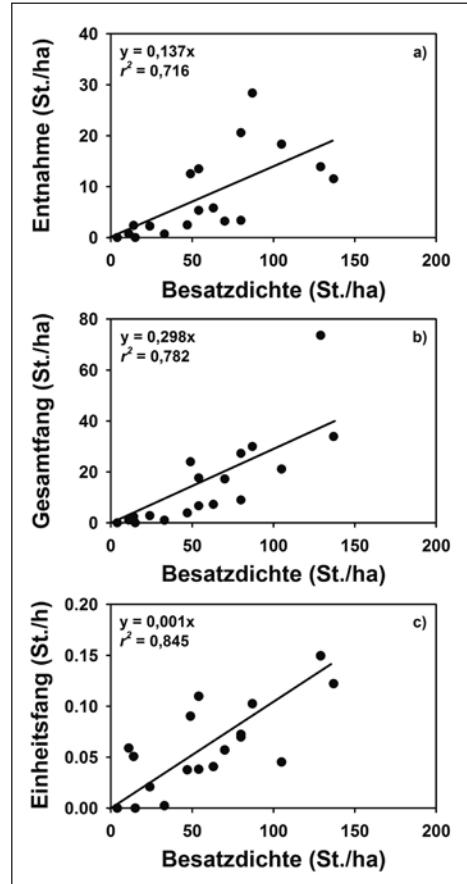 y = 0,137x
r² = 0,716
a)
40
30
20
10
0
Entnahme (St./ha)
0 50 100 150 200
Besatzdichte (St./ha)
y = 0,298x
r² = 0,782
b)
80
60
40
20
0
Gesamtfang (St./ha)
0 50 100 150 200
Besatzdichte (St./ha)
y = 0,001x
r² = 0,845
c)
0.20
0.15
0.10
0.05
0.00
Einheitsfang (St./h)
0 50 100 150 200
Besatzdichte (St./ha)